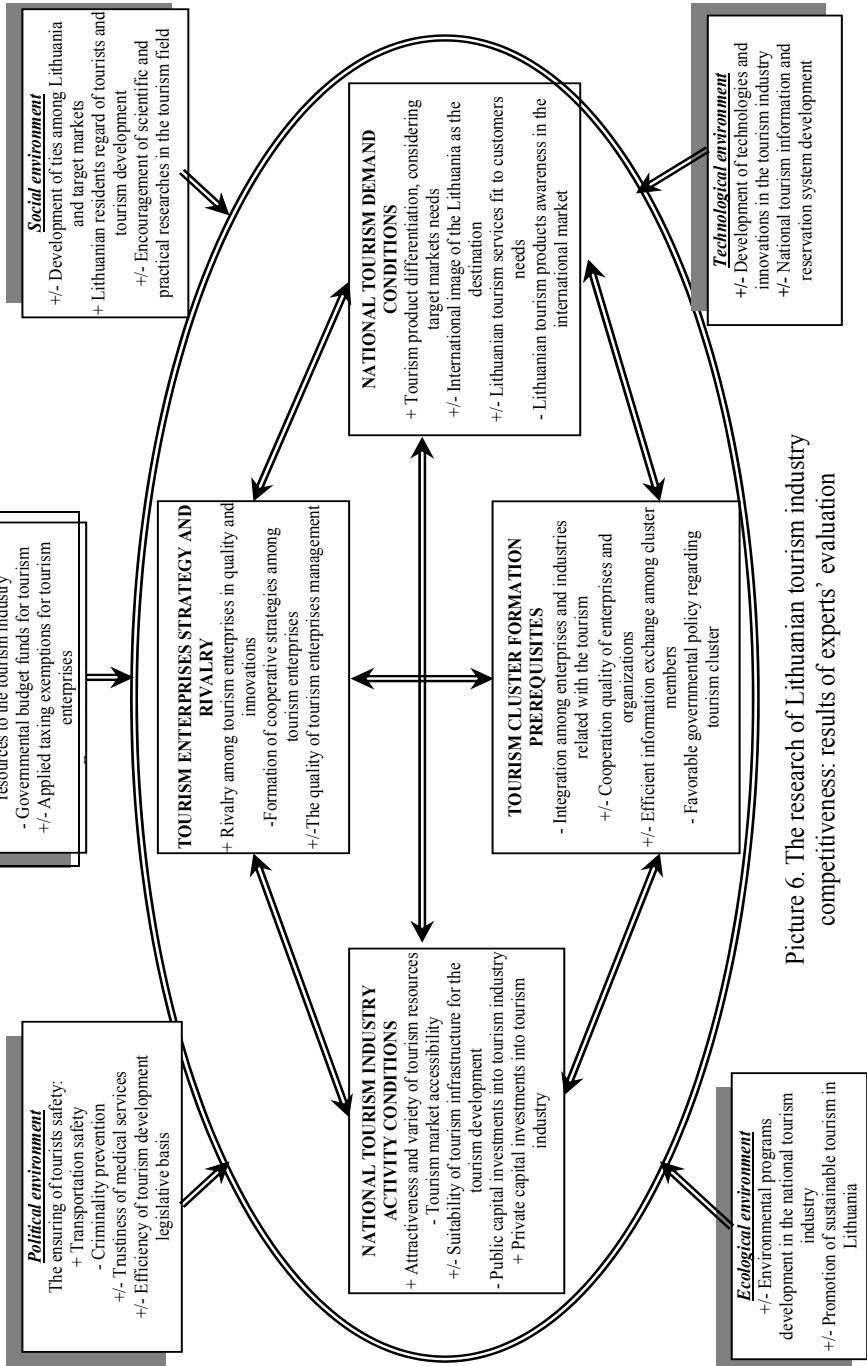 Political environment
The ensuring of tourists safety:
+ Transportation safety
- Criminality prevention
+/- Trustiness of medical services
+/- Efficiency of tourism development
legislative basis
resources to the tourism industry
- Governmental budget funds for tourism
+/- Applied taxing exemptions for tourism
enterprises
Social environment
+/- Development of ties among Lithuania
and target markets
+ Lithuanian residents regard of tourists and
tourism development
+/- Encouragement of scientific and
practical researches in the tourism field
TOURISM ENTERPRISES STRATEGY AND
RIVALRY
+ Rivalry among tourism enterprises in quality and
innovations
-Formation of cooperative strategies among
tourism enterprises
+/-The quality of tourism enterprises management
NATIONAL TOURISM INDUSTRY
ACTIVITY CONDITIONS
+ Attractiveness and variety of tourism resources
- Tourism market accessibility
+/- Suitability of tourism infrastructure for the
tourism development
- Public capital investments into tourism industry
+ Private capital investments into tourism
industry
NATIONAL TOURISM DEMAND
CONDITIONS
+ Tourism product differentiation, considering
target markets needs
+/- International image of the Lithuania as the
destination
+/- Lithuanian tourism services fit to customers
needs
- Lithuanian tourism products awareness in the
international market
TOURISM CLUSTER FORMATION
PREREQUISITES
- Integration among enterprises and industries
related with the tourism
+/- Cooperation quality of enterprises and
organizations
+/- Efficient information exchange among cluster
members
- Favorable governmental policy regarding
tourism cluster
Ecological environment
+/- Environmental programs
development in the national tourism
industry
+/- Promotion of sustainable tourism in
Lithuania
Technological environment
+/- Development of technologies and
innovations in the tourism industry
+/- National tourism information and
reservation system development
Picture 6. The research of Lithuanian tourism industry
competitiveness: results of experts’ evaluation